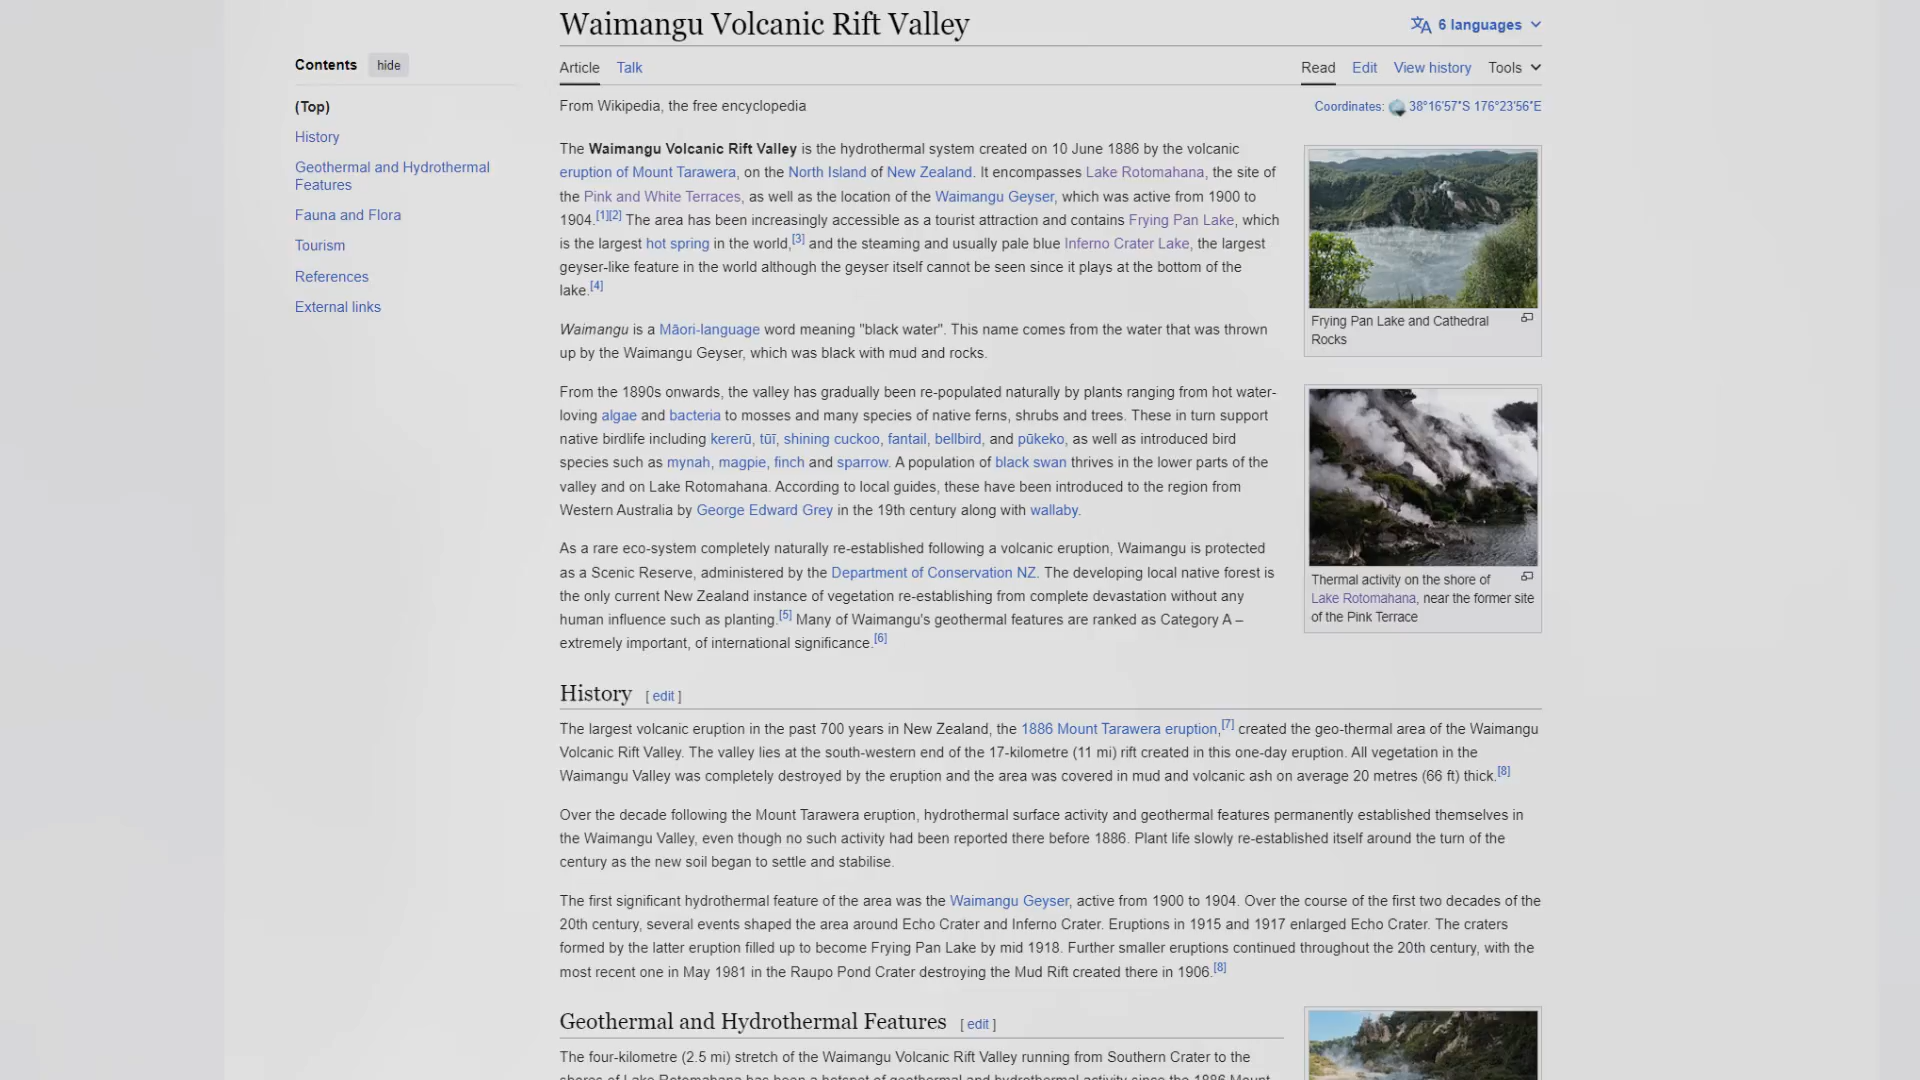 Waimangu Volcanic Rift Valley
6 languages
Contents hide
Article Talk
Read Edit View history Tools
(Top)
History
Geothermal and Hydrothermal
Features
Fauna and Flora
Tourism
References
External links
From Wikipedia, the free encyclopedia
Coordinates: 38°16′57″S 176°23′56″E
The Waimangu Volcanic Rift Valley is the hydrothermal system created on 10 June 1886 by the volcanic
eruption of Mount Tarawera, on the North Island of New Zealand. It encompasses Lake Rotomahana, the site of
the Pink and White Terraces, as well as the location of the Waimangu Geyser, which was active from 1900 to
1904.[1][2] The area has been increasingly accessible as a tourist attraction and contains Frying Pan Lake, which
is the largest hot spring in the world,[3] and the steaming and usually pale blue Inferno Crater Lake, the largest
geyser-like feature in the world although the geyser itself cannot be seen since it plays at the bottom of the
lake.[4]
Frying Pan Lake and Cathedral
Rocks
Waimangu is a Māori-language word meaning "black water". This name comes from the water that was thrown
up by the Waimangu Geyser, which was black with mud and rocks.
From the 1890s onwards, the valley has gradually been re-populated naturally by plants ranging from hot water-
loving algae and bacteria to mosses and many species of native ferns, shrubs and trees. These in turn support
native birdlife including kererū, tūī, shining cuckoo, fantail, bellbird, and pūkeko, as well as introduced bird
species such as mynah, magpie, finch and sparrow. A population of black swan thrives in the lower parts of the
valley and on Lake Rotomahana. According to local guides, these have been introduced to the region from
Western Australia by George Edward Grey in the 19th century along with wallaby.
Thermal activity on the shore of
Lake Rotomahana, near the former site
of the Pink Terrace
As a rare eco-system completely naturally re-established following a volcanic eruption, Waimangu is protected
as a Scenic Reserve, administered by the Department of Conservation NZ. The developing local native forest is
the only current New Zealand instance of vegetation re-establishing from complete devastation without any
human influence such as planting.[5] Many of Waimangu's geothermal features are ranked as Category A –
extremely important, of international significance.[6]
History [ edit ]
The largest volcanic eruption in the past 700 years in New Zealand, the 1886 Mount Tarawera eruption,[7] created the geo-thermal area of the Waimangu
Volcanic Rift Valley. The valley lies at the south-western end of the 17-kilometre (11 mi) rift created in this one-day eruption. All vegetation in the
Waimangu Valley was completely destroyed by the eruption and the area was covered in mud and volcanic ash on average 20 metres (66 ft) thick.[8]
Over the decade following the Mount Tarawera eruption, hydrothermal surface activity and geothermal features permanently established themselves in
the Waimangu Valley, even though no such activity had been reported there before 1886. Plant life slowly re-established itself around the turn of the
century as the new soil began to settle and stabilise.
The first significant hydrothermal feature of the area was the Waimangu Geyser, active from 1900 to 1904. Over the course of the first two decades of the
20th century, several events shaped the area around Echo Crater and Inferno Crater. Eruptions in 1915 and 1917 enlarged Echo Crater. The craters
formed by the latter eruption filled up to become Frying Pan Lake by mid 1918. Further smaller eruptions continued throughout the 20th century, with the
most recent one in May 1981 in the Raupo Pond Crater destroying the Mud Rift created there in 1906.[8]
Geothermal and Hydrothermal Features [ edit ]
The four-kilometre (2.5 mi) stretch of the Waimangu Volcanic Rift Valley running from Southern Crater to the
shores of Lake Rotomahana has been a hotspot of geothermal and hydrothermal activity since the 1886 Mount